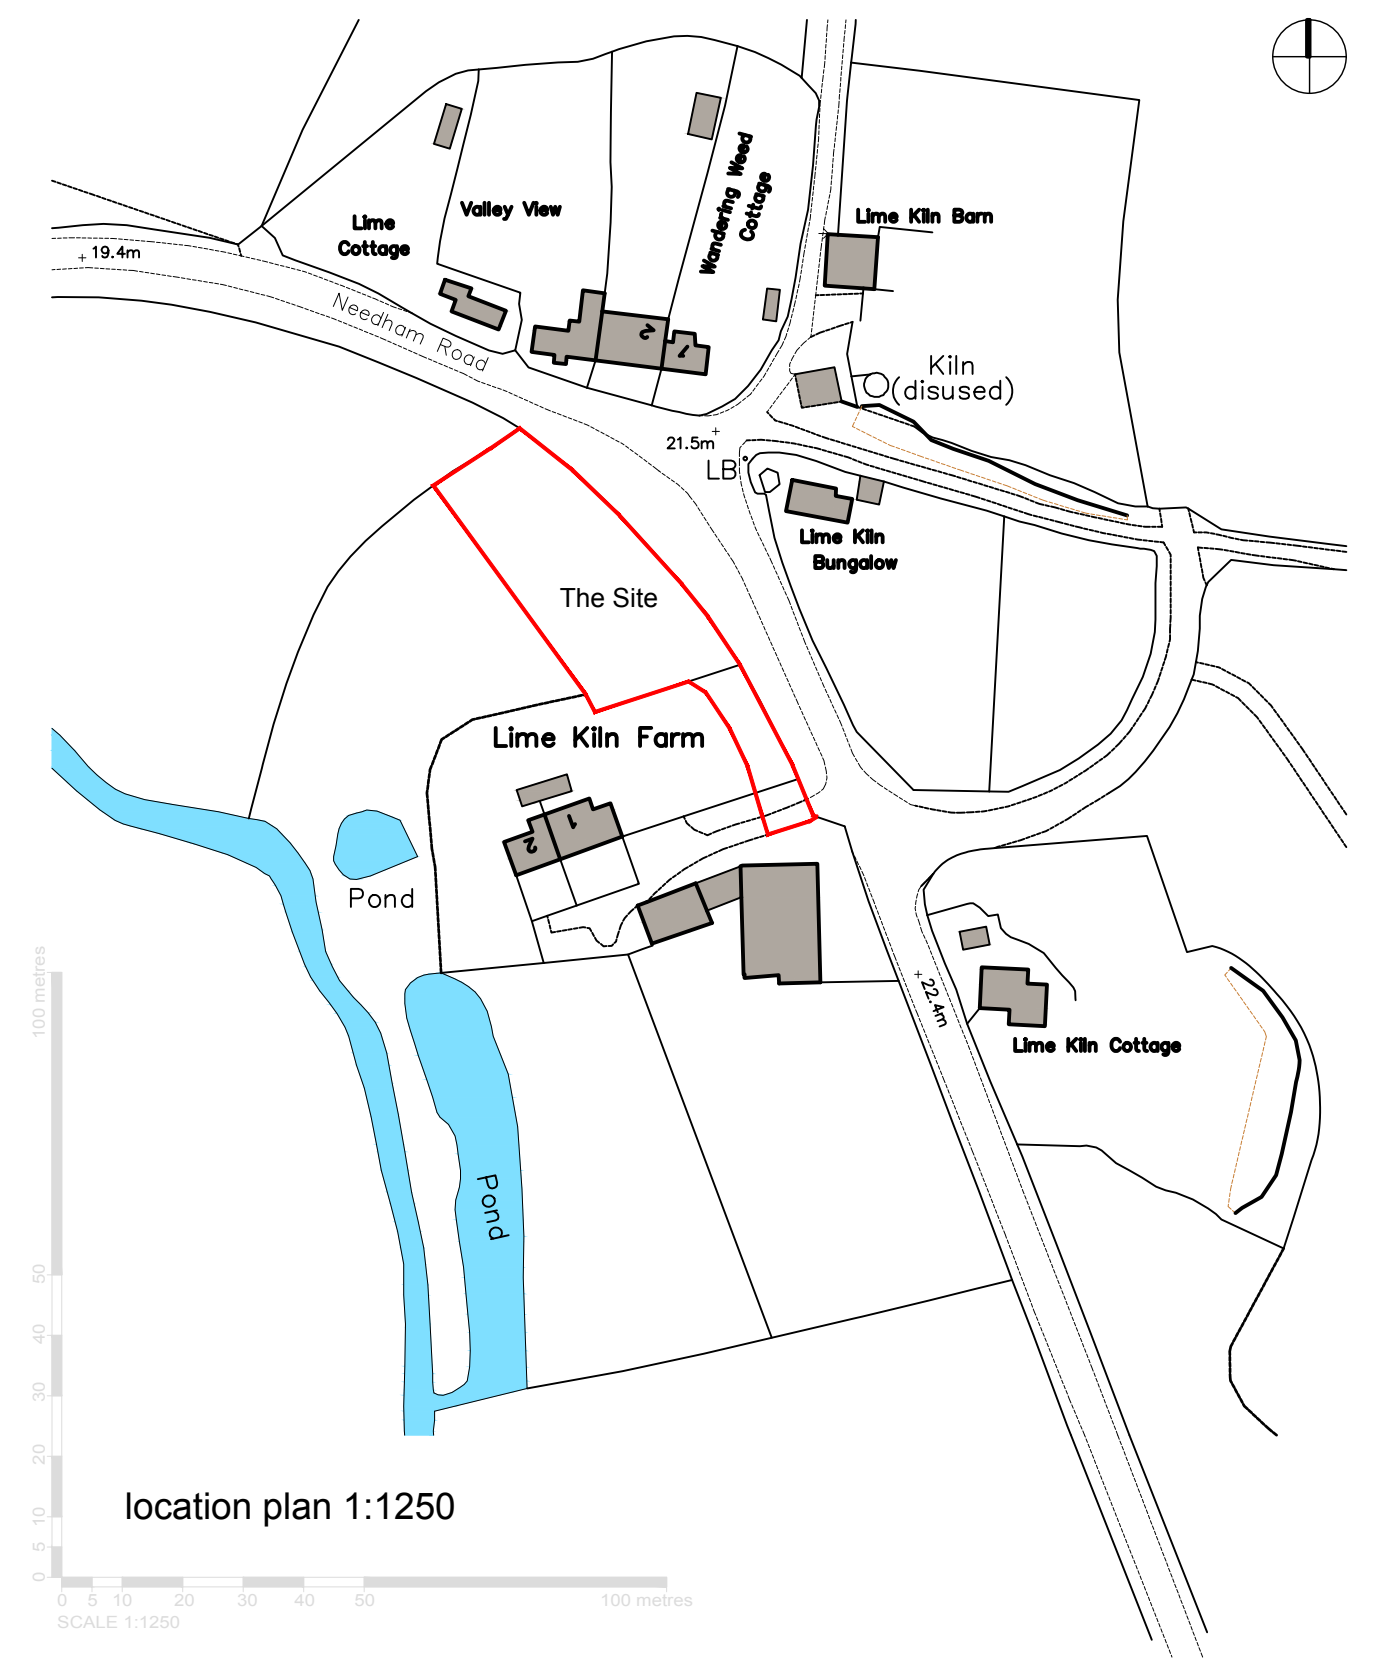 Wandering Weed
Cottage
Valley View
Lime
Cottage
Lime Kiln Barn
19.4m
Needham Road
2
1
Kiln
(disused)
21.5m
LB
Lime Kiln
Bungalow
The Site
Lime Kiln Farm
1
2
Pond
22.4m
Lime Kiln Cottage
Pond
100 metres
50
40
30
20
10
5
0
location plan 1:1250
0 5 10 20 30 40 50 100 metres
SCALE 1:1250